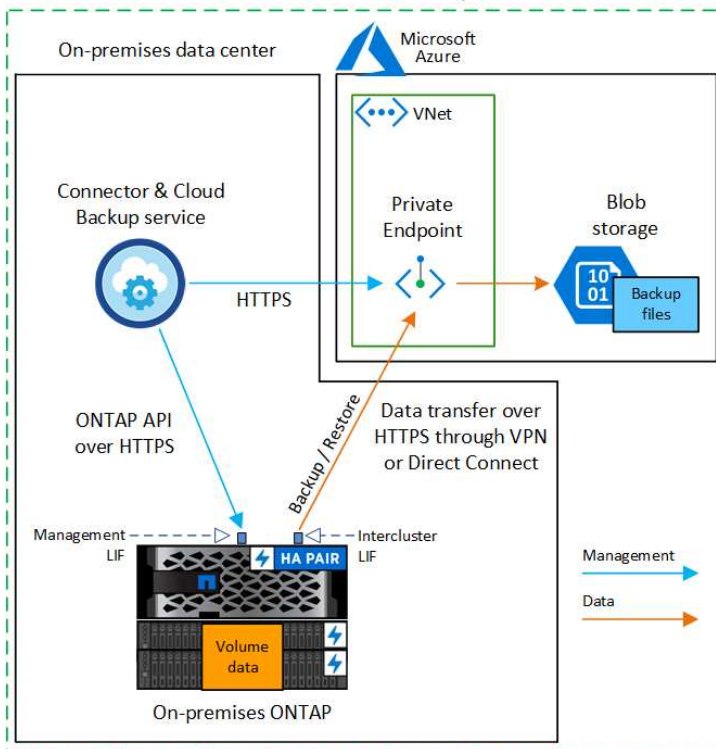 On-premises data center
Microsoft
Azure
VNet
Connector & Cloud
Backup service
Private
Endpoint
Blob
storage
10
01
Backup
files
HTTPS
ONTAP API
over HTTPS
Backup / Restore
Data transfer over
HTTPS through VPN
or Direct Connect
Management
LIF
Intercluster
LIF
HA PAIR
Management
Data
Volume
data
On-premises ONTAP